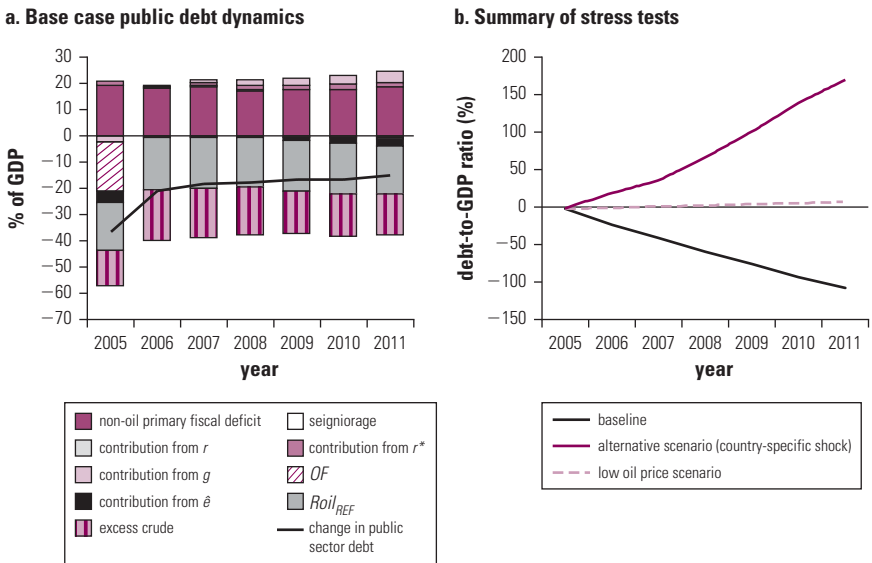 a. Base case public debt dynamics
% of GDP
30
20
10
0
−10
−20
−30
−40
−50
−60
−70
2005 2006 2007 2008 2009 2010 2011
year
non-oil primary fiscal deficit
contribution from r
contribution from g
contribution from ê
excess crude
seigniorage
contribution from r*
OF
Roil_REF
change in public
sector debt
b. Summary of stress tests
debt-to-GDP ratio (%)
200
150
100
50
0
−50
−100
−150
2005 2006 2007 2008 2009 2010 2011
year
baseline
alternative scenario (country-specific shock)
low oil price scenario